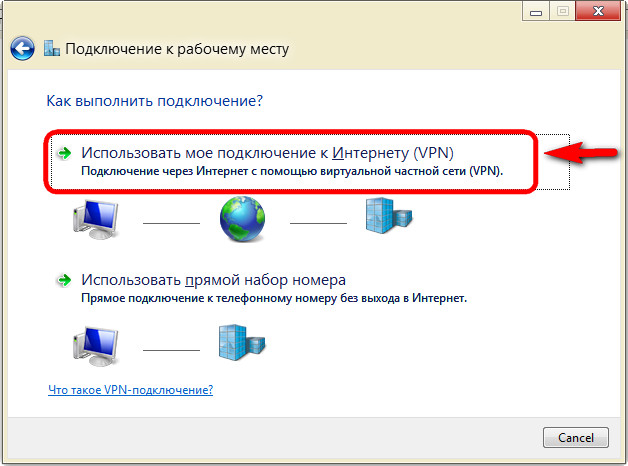 Подключение к рабочему месту
Как выполнить подключение?
Использовать мое подключение к Интернету (VPN)
Подключение через Интернет с помощью виртуальной частной сети (VPN).
Использовать прямой набор номера
Прямое подключение к телефонному номеру без выхода в Интернет.
Что такое VPN-подключение?
Cancel